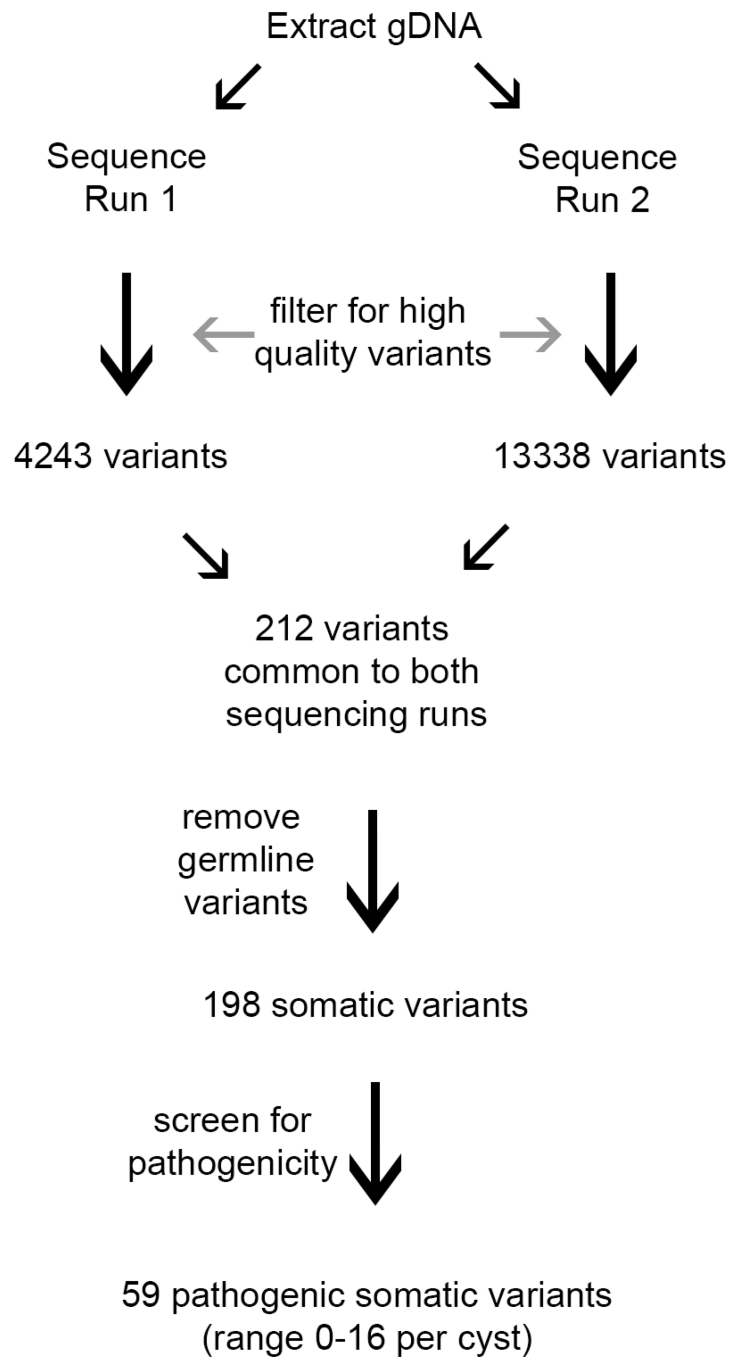 Extract gDNA
Sequence
Run 1
Sequence
Run 2
filter for high
quality variants
4243 variants
13338 variants
212 variants
common to both
sequencing runs
remove
germline
variants
198 somatic variants
screen for
pathogenicity
59 pathogenic somatic variants
(range 0-16 per cyst)